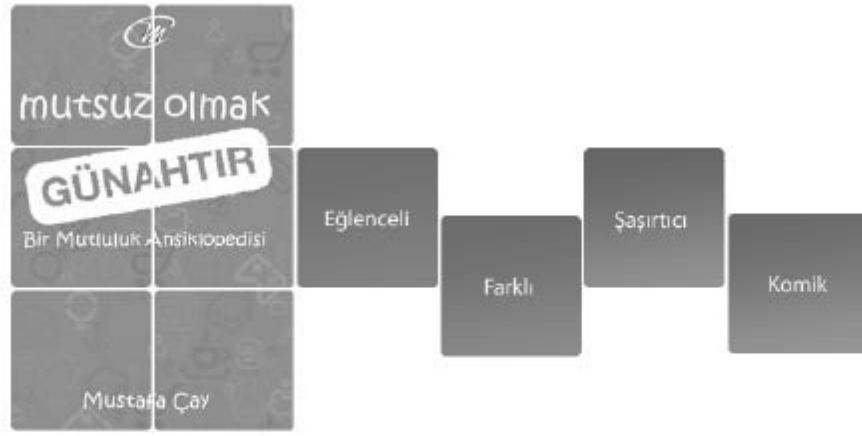 mutsuz olmak
GÜNAHTIR
Bir Mutluluk Ansiklopedisi
Mustafa Çay
Eğlenceli
Farklı
Şaşırtıcı
Komik